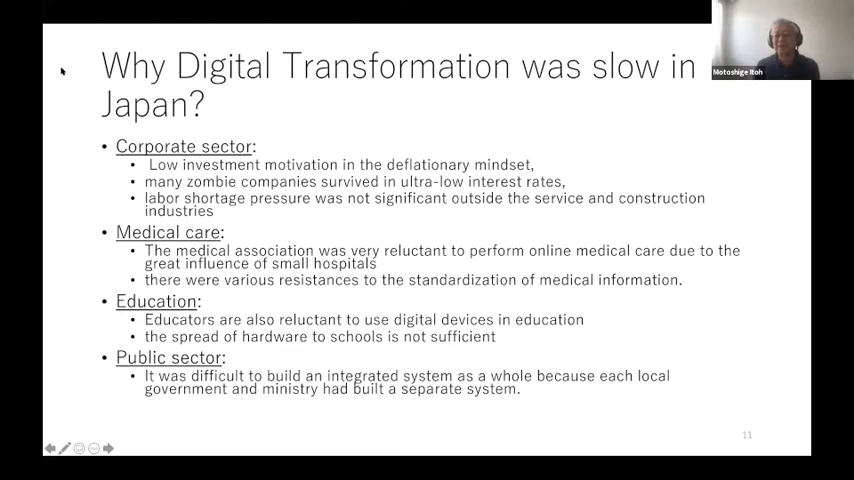 Why Digital Transformation was slow in
Japan?
Motoshige Itoh
• Corporate sector:
• Low investment motivation in the deflationary mindset,
• many zombie companies survived in ultra-low interest rates,
• labor shortage pressure was not significant outside the service and construction
industries
• Medical care:
• The medical association was very reluctant to perform online medical care due to the
great influence of small hospitals
• there were various resistances to the standardization of medical information.
• Education:
• Educators are also reluctant to use digital devices in education
• the spread of hardware to schools is not sufficient
• Public sector:
• It was difficult to build an integrated system as a whole because each local
government and ministry had built a separate system.
11